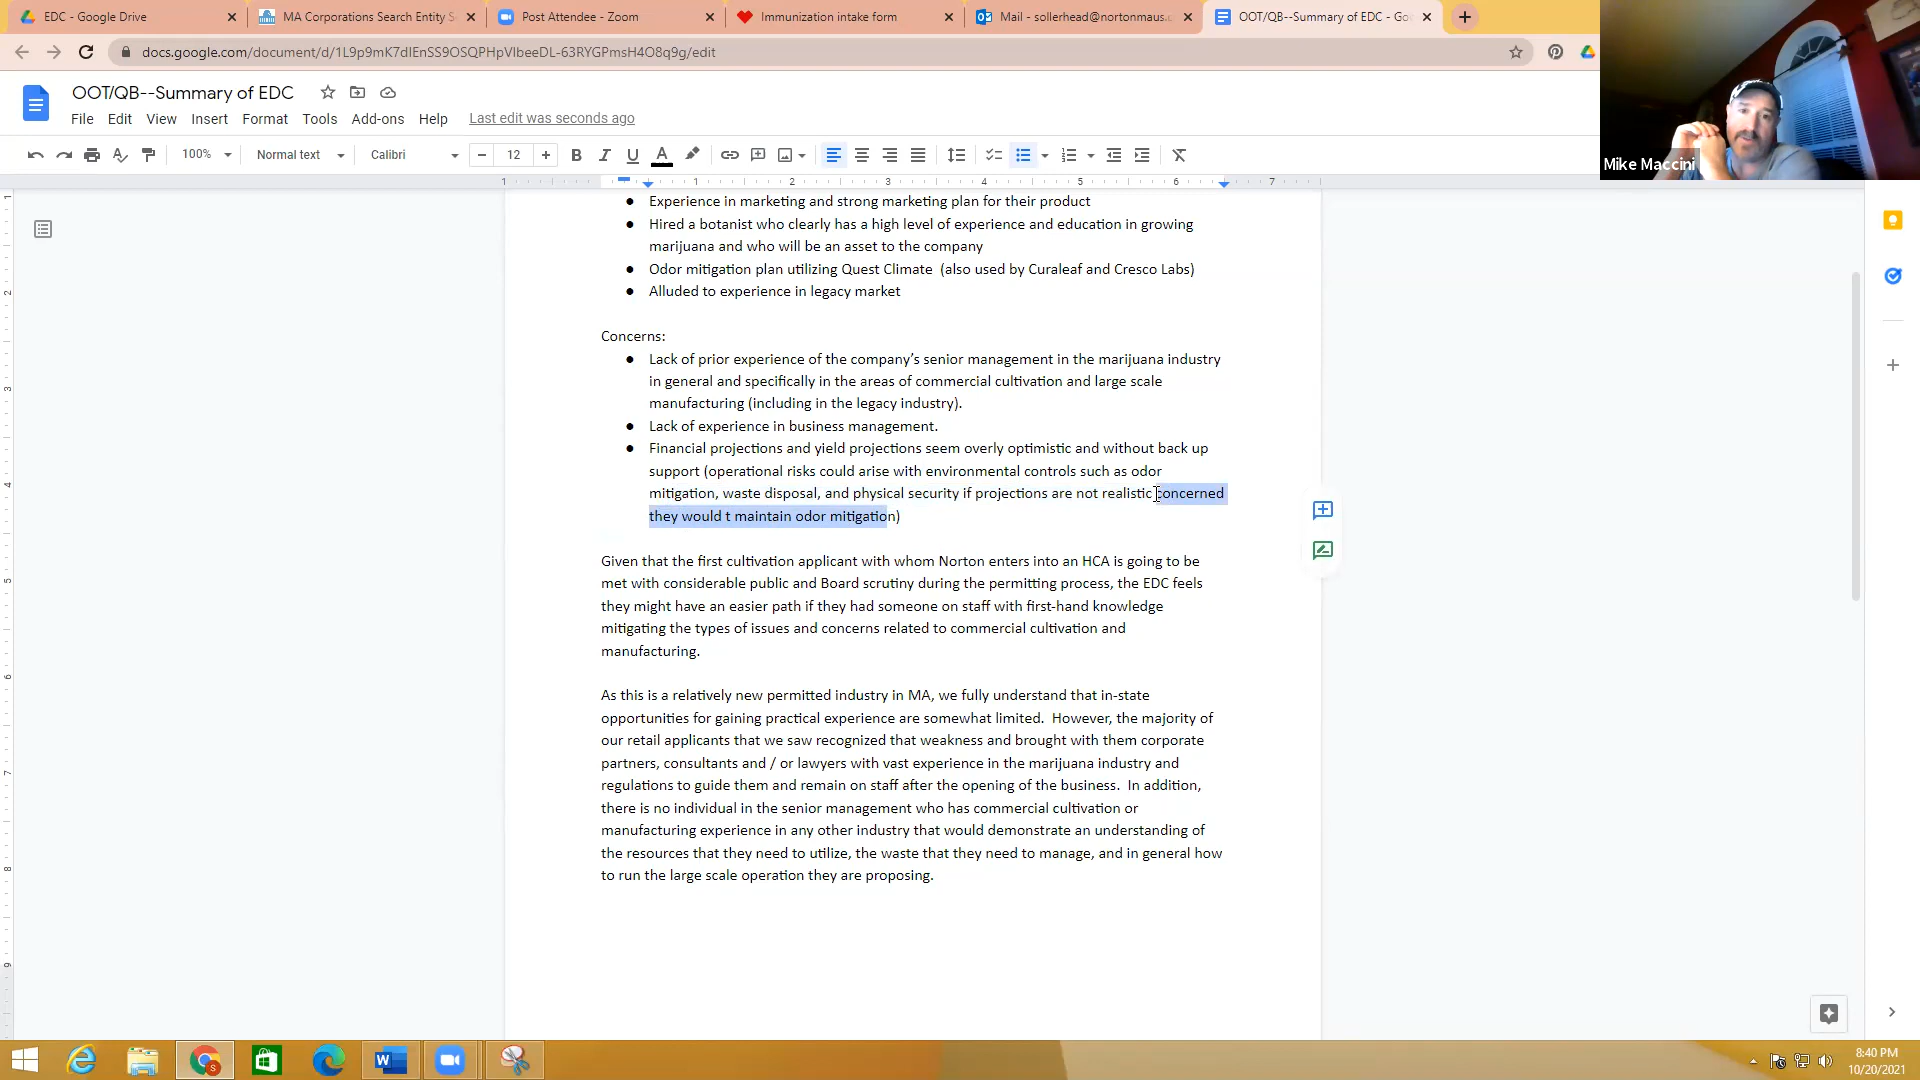 EDC - Google Drive
MA Corporations Search Entity S
Post Attendee - Zoom
Immunization intake form
Mail - sollerhead@nortonmaus.
OOT/QB--Summary of EDC - Go
docs.google.com/document/d/1L9p9mK7dIEnSS9OSQPHpVIbeeDL-63RYGPmsH4O8q9g/edit
OOT/QB--Summary of EDC
File Edit View Insert Format Tools Add-ons Help Last edit was seconds ago
100% Normal text Calibri 12
Mike Maccini
1 1 2 3 4 5 6 7
Experience in marketing and strong marketing plan for their product
Hired a botanist who clearly has a high level of experience and education in growing
marijuana and who will be an asset to the company
Odor mitigation plan utilizing Quest Climate (also used by Curaleaf and Cresco Labs)
Alluded to experience in legacy market
Concerns:
Lack of prior experience of the company's senior management in the marijuana industry
in general and specifically in the areas of commercial cultivation and large scale
manufacturing (including in the legacy industry).
Lack of experience in business management.
Financial projections and yield projections seem overly optimistic and without back up
support (operational risks could arise with environmental controls such as odor
mitigation, waste disposal, and physical security if projections are not realistic concerned
they would t maintain odor mitigation)
Given that the first cultivation applicant with whom Norton enters into an HCA is going to be
met with considerable public and Board scrutiny during the permitting process, the EDC feels
they might have an easier path if they had someone on staff with first-hand knowledge
mitigating the types of issues and concerns related to commercial cultivation and
manufacturing.
As this is a relatively new permitted industry in MA, we fully understand that in-state
opportunities for gaining practical experience are somewhat limited. However, the majority of
our retail applicants that we saw recognized that weakness and brought with them corporate
partners, consultants and / or lawyers with vast experience in the marijuana industry and
regulations to guide them and remain on staff after the opening of the business. In addition,
there is no individual in the senior management who has commercial cultivation or
manufacturing experience in any other industry that would demonstrate an understanding of
the resources that they need to utilize, the waste that they need to manage, and in general how
to run the large scale operation they are proposing.
8:40 PM
10/20/2021